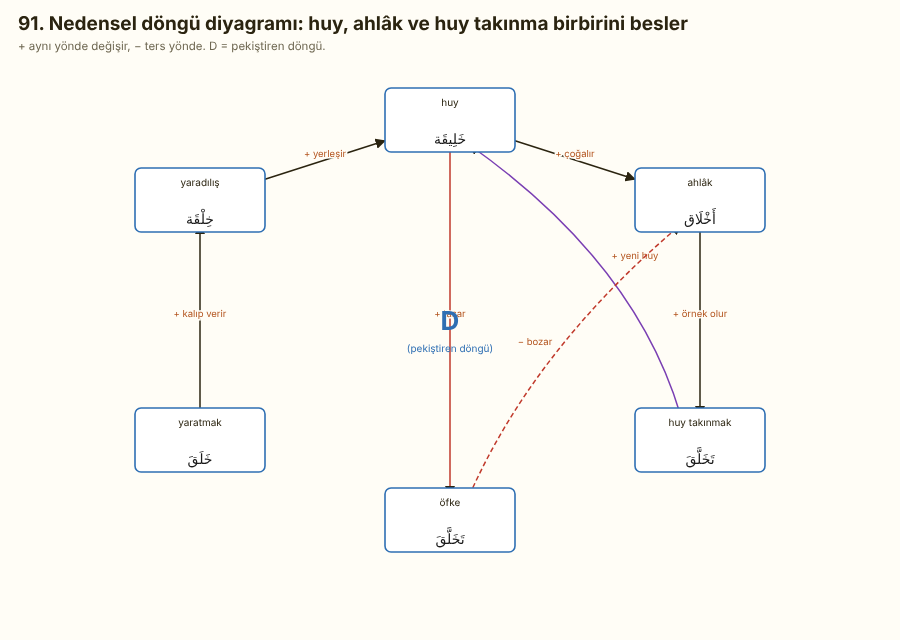 91. Nedensel döngü diyagramı: huy, ahlâk ve huy takınma birbirini besler
+ aynı yönde değişir, − ters yönde. D = pekiştiren döngü.
huy
خَلِيقَة
+ yerleşir
+ çoğalır
yaradılış
خِلْقَة
ahlâk
أَخْلَاق
+ yeni huy
+ kalıp verir
D
+ örnek olur
− bozar
(pekiştiren döngü)
yaratmak
خَلَقَ
huy takınmak
تَخَلَّقَ
öfke
تَخَلَّقَ